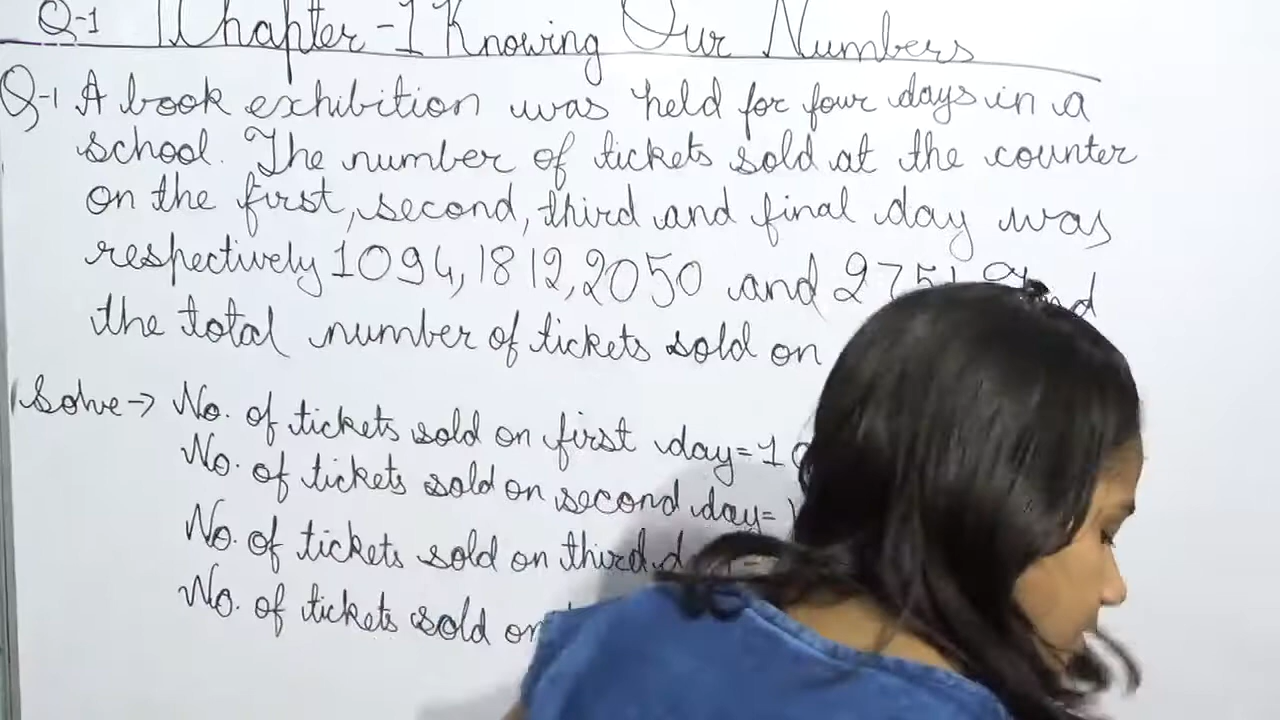 Q-1 Chapter-1 Knowing Our Numbers
Q-1 A book exhibition was held for four days in a
school. The number of tickets sold at the counter
on the first, second, third and final day was
respectively 1094, 1812, 2050 and 2751
the total number of tickets sold on
Solve→ No. of tickets sold on first day=
No. of tickets sold on second day=
No. of tickets sold on third
No. of tickets sold on